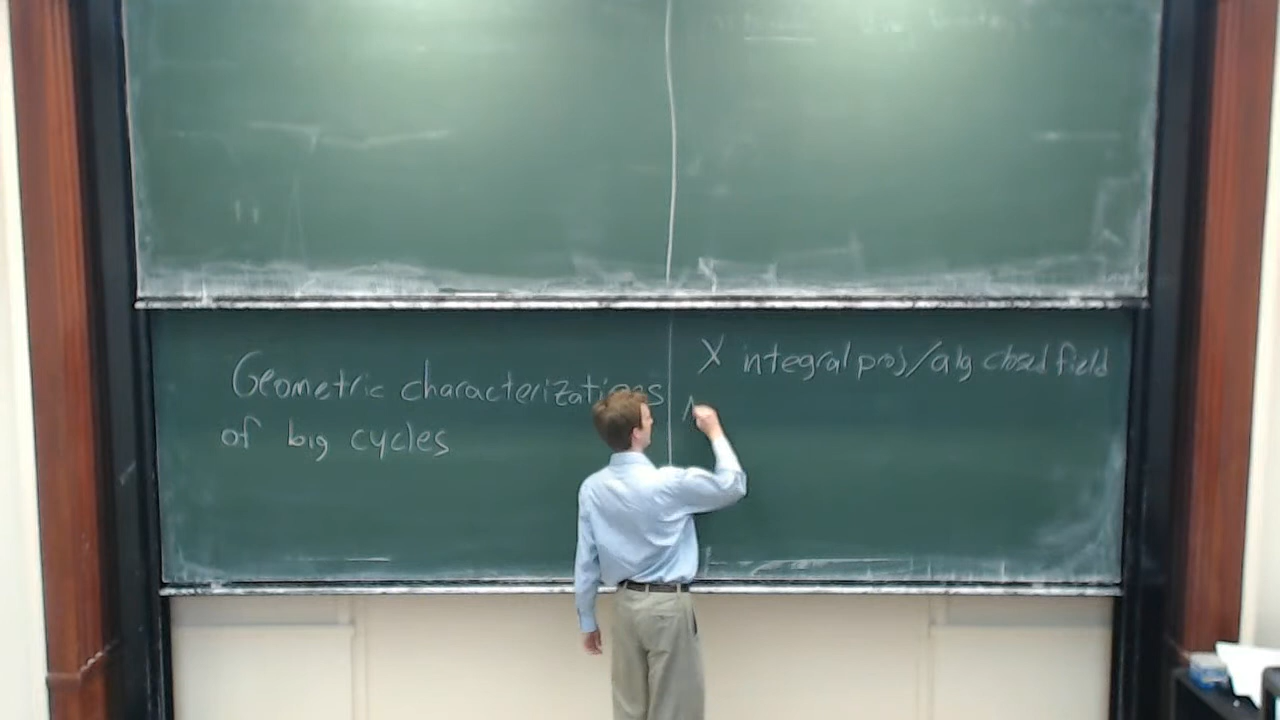 Geometric characterizations
of big cycles
X integral proj/alg closed field